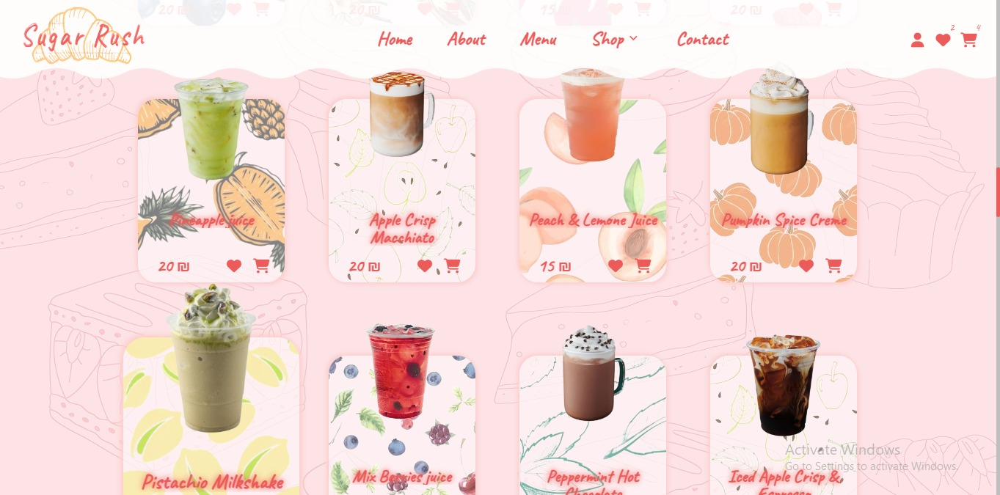 20 ₪
20 ₪
15 ₪
20 ₪
Sugar Rush
Home
About
Menu
Shop
Contact
2
4
Pineapple juice
20 ₪
Apple Crisp
Macchiato
20 ₪
Peach & Lemone Juice
15 ₪
Pumpkin Spice Creme
20 ₪
Pistachio Milkshake
Mix Berries juice
Peppermint Hot
Chocolate
Iced Apple Crisp &
Espresso
Activate Windows
Go to Settings to activate Windows.